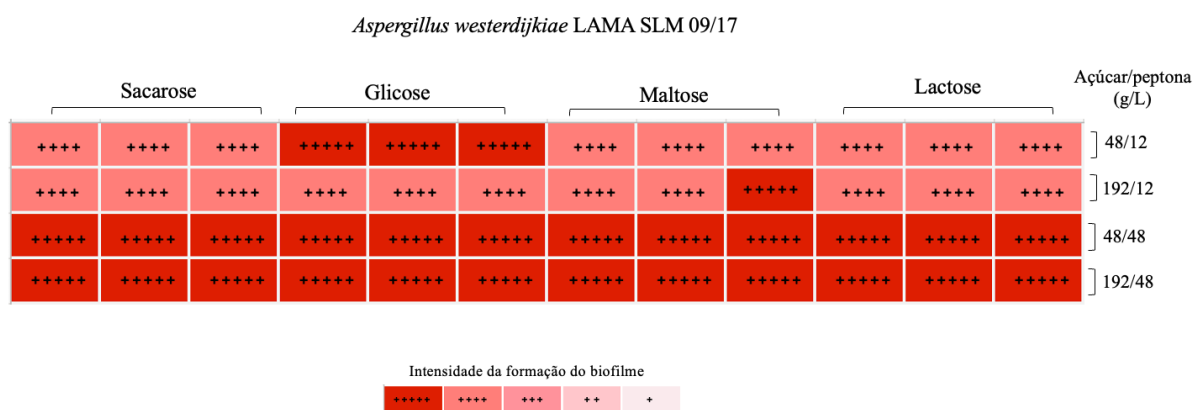 Aspergillus westerdijkiae LAMA SLM 09/17
Sacarose Glicose Maltose Lactose Açúcar/peptona
(g/L)
++++ ++++ ++++ +++++ +++++ +++++ ++++ ++++ ++++ ++++ ++++ ++++ 48/12
++++ ++++ ++++ ++++ ++++ ++++ ++++ ++++ +++++ ++++ ++++ ++++ 192/12
+++++ +++++ +++++ +++++ +++++ +++++ +++++ +++++ +++++ +++++ +++++ +++++ 48/48
+++++ +++++ +++++ +++++ +++++ +++++ +++++ +++++ +++++ +++++ +++++ +++++ 192/48
Intensidade da formação do biofilme
+++++ ++++ +++ ++ +